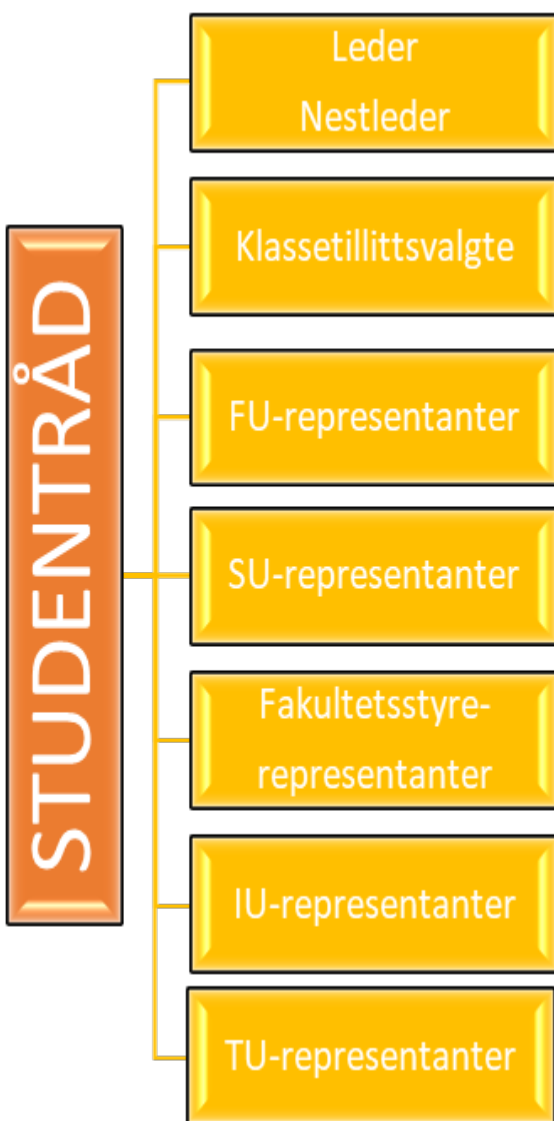 STUDENTRÅD
Leder
Nestleder
Klassetillittsvalgte
FU-representanter
SU-representanter
Fakultetsstyre-
representanter
IU-representanter
TU-representanter